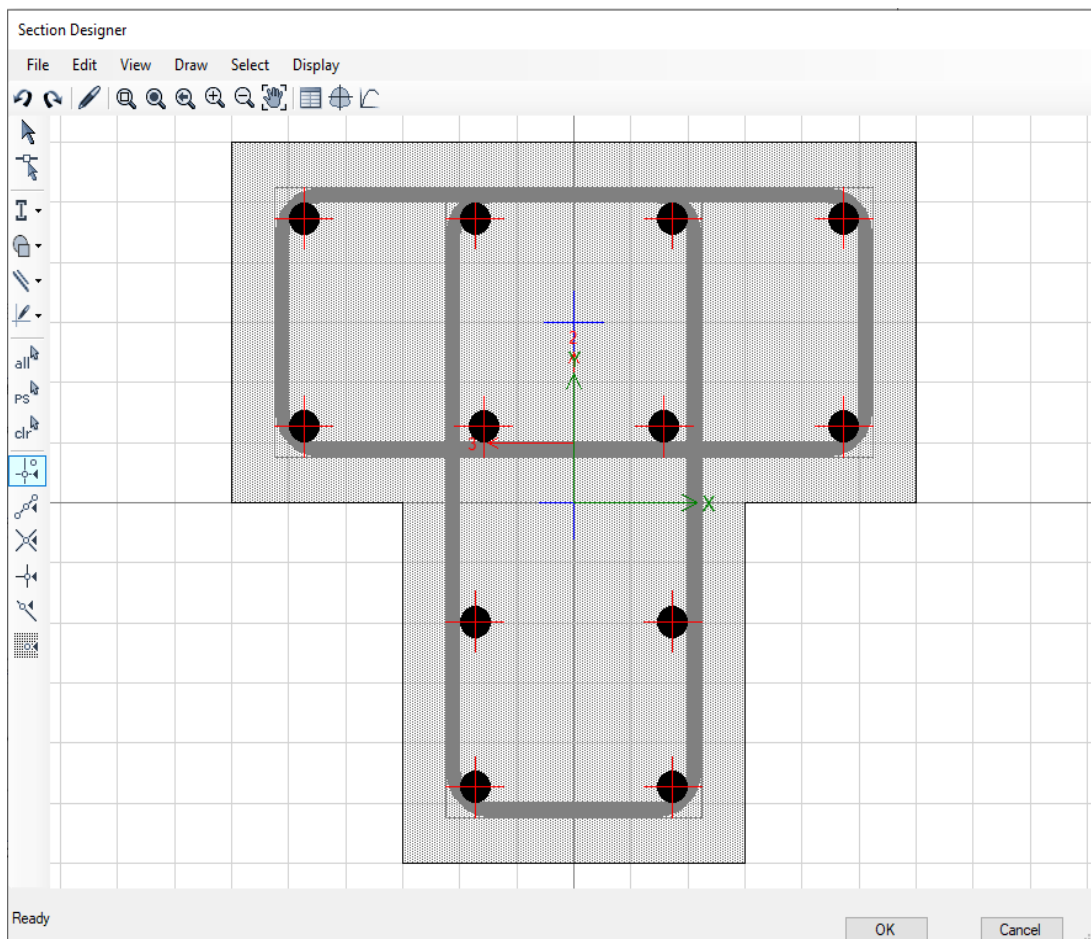 Section Designer
File Edit View Draw Select Display
all
PS
clr
2
Y
3
X
Ready
OK Cancel